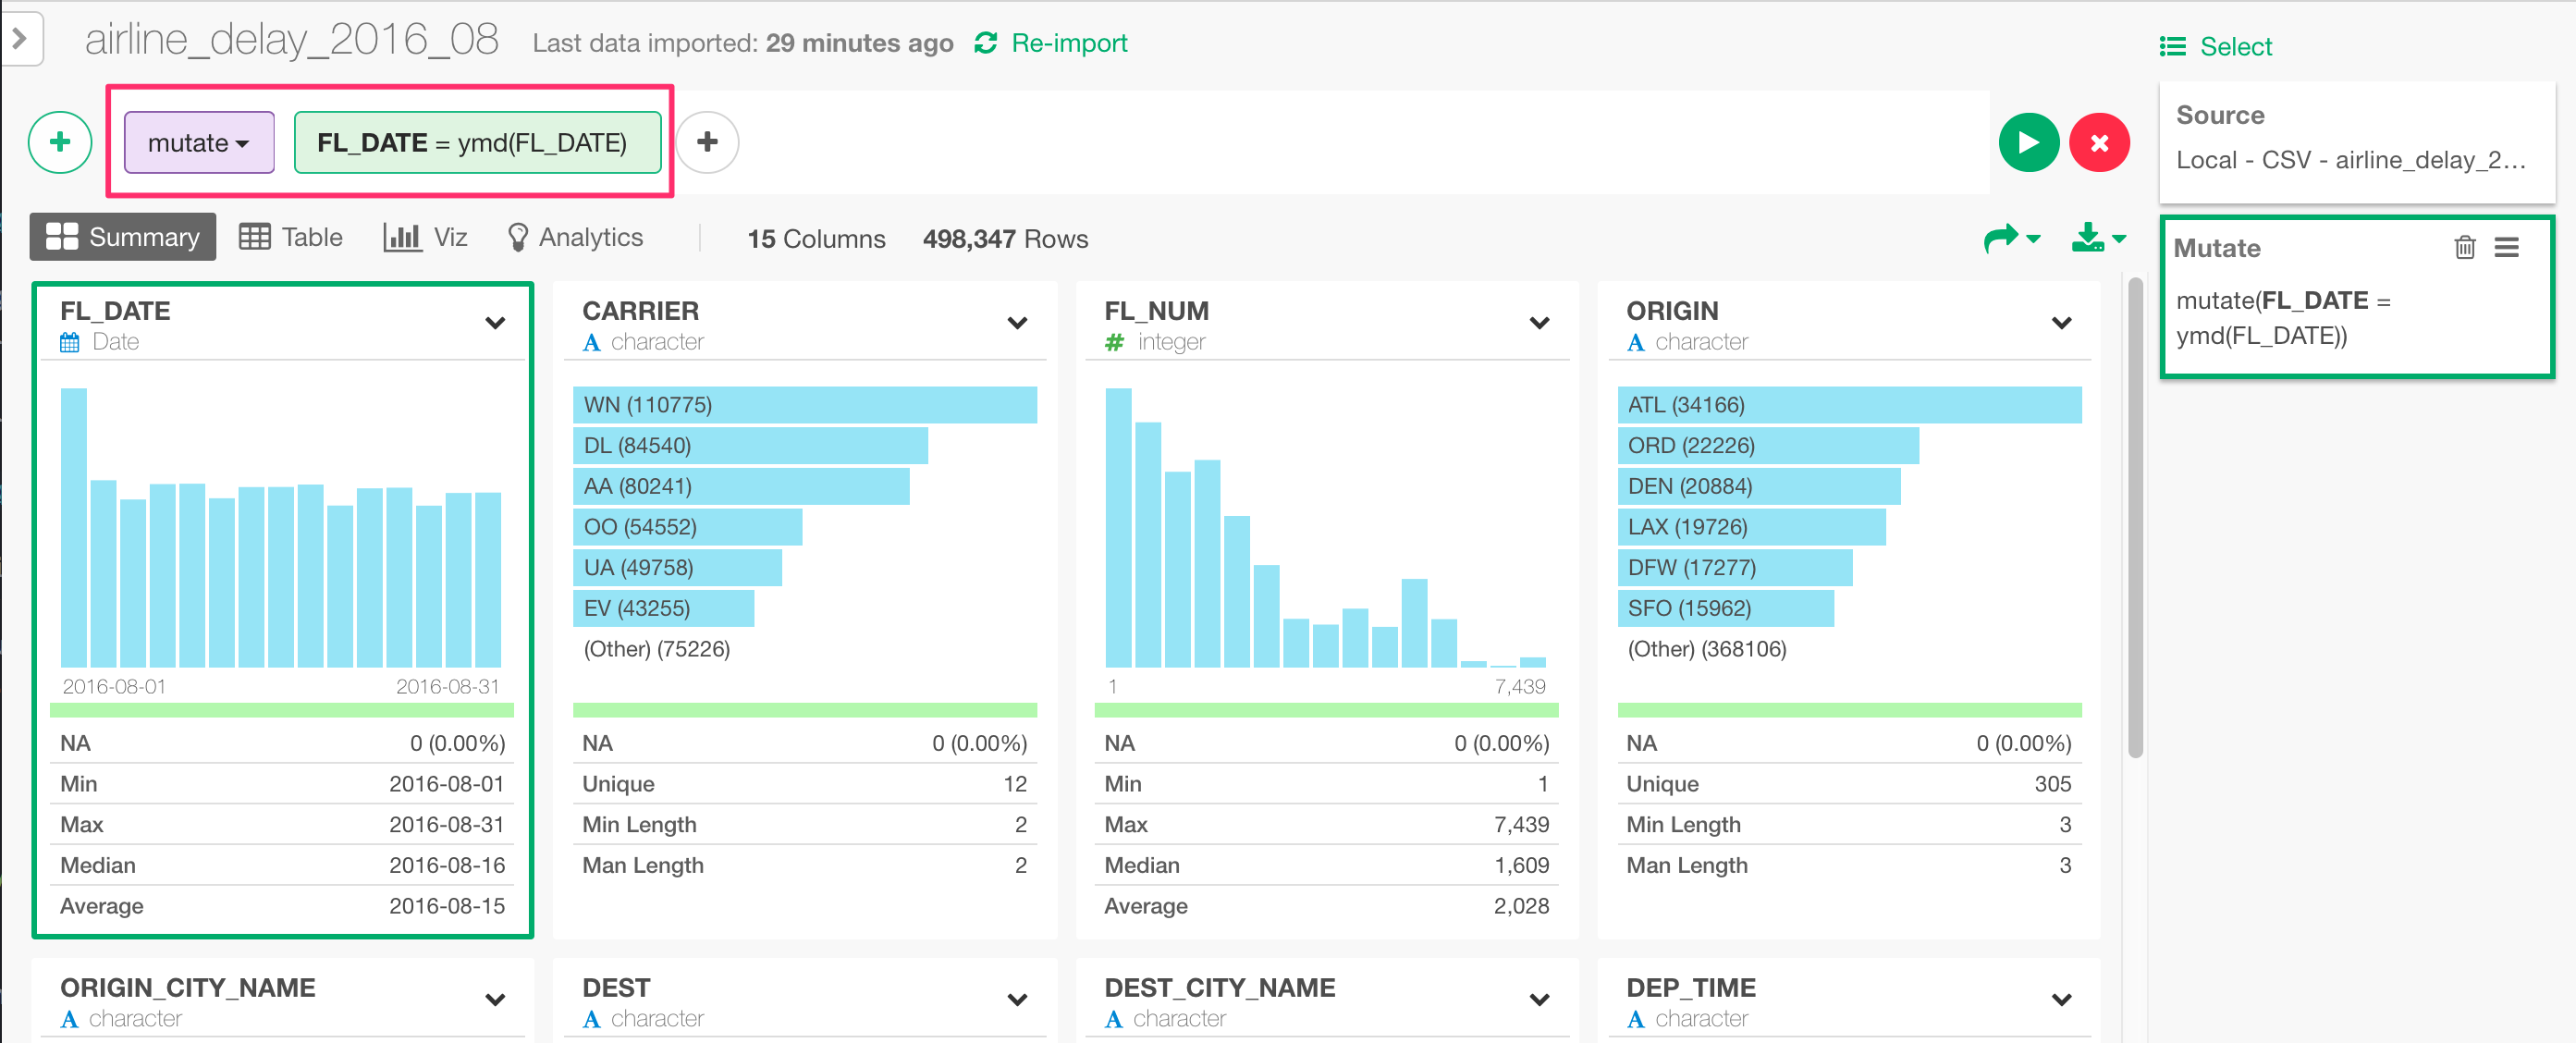 airline_delay_2016_08 Last data imported: 29 minutes ago Re-import
Select
mutate FL_DATE = ymd(FL_DATE)
Source
Local - CSV - airline_delay_2...
Mutate
mutate(FL_DATE =
ymd(FL_DATE))
Summary Table Viz Analytics 15 Columns 498,347 Rows
FL_DATE
Date
2016-08-01 2016-08-31
NA 0 (0.00%)
Min 2016-08-01
Max 2016-08-31
Median 2016-08-16
Average 2016-08-15
CARRIER
A character
WN (110775)
DL (84540)
AA (80241)
OO (54552)
UA (49758)
EV (43255)
(Other) (75226)
NA 0 (0.00%)
Unique 12
Min Length 2
Man Length 2
FL_NUM
# integer
1 7,439
NA 0 (0.00%)
Min 1
Max 7,439
Median 1,609
Average 2,028
ORIGIN
A character
ATL (34166)
ORD (22226)
DEN (20884)
LAX (19726)
DFW (17277)
SFO (15962)
(Other) (368106)
NA 0 (0.00%)
Unique 305
Min Length 3
Man Length 3
ORIGIN_CITY_NAME
A character
DEST
A character
DEST_CITY_NAME
A character
DEP_TIME
A character